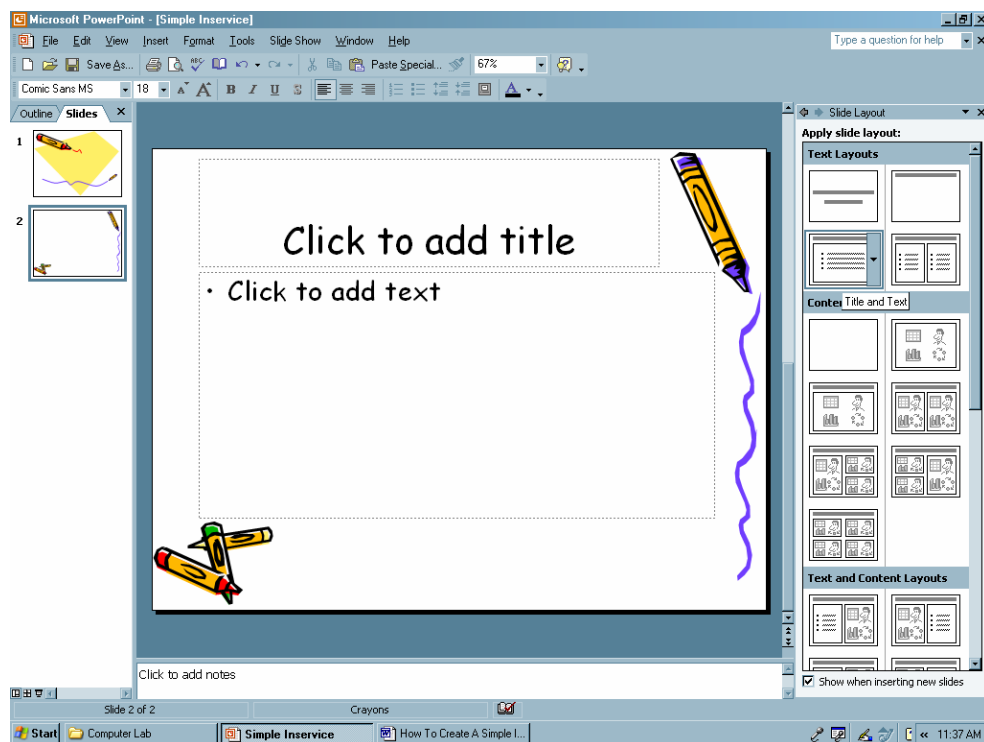 Microsoft PowerPoint - [Simple Inservice]
File Edit View Insert Format Tools Slide Show Window Help Type a question for help
Save As... Paste Special... 67%
Comic Sans MS 18 A A B I U S A
Outline Slides Slide Layout
Apply slide layout:
Text Layouts
1
2
Click to add title
• Click to add text
Title and Text
Conte
Text and Content Layouts
Click to add notes
Show when inserting new slides
Slide 2 of 2 Crayons
Start Computer Lab Simple Inservice How To Create A Simple I... « 11:37 AM